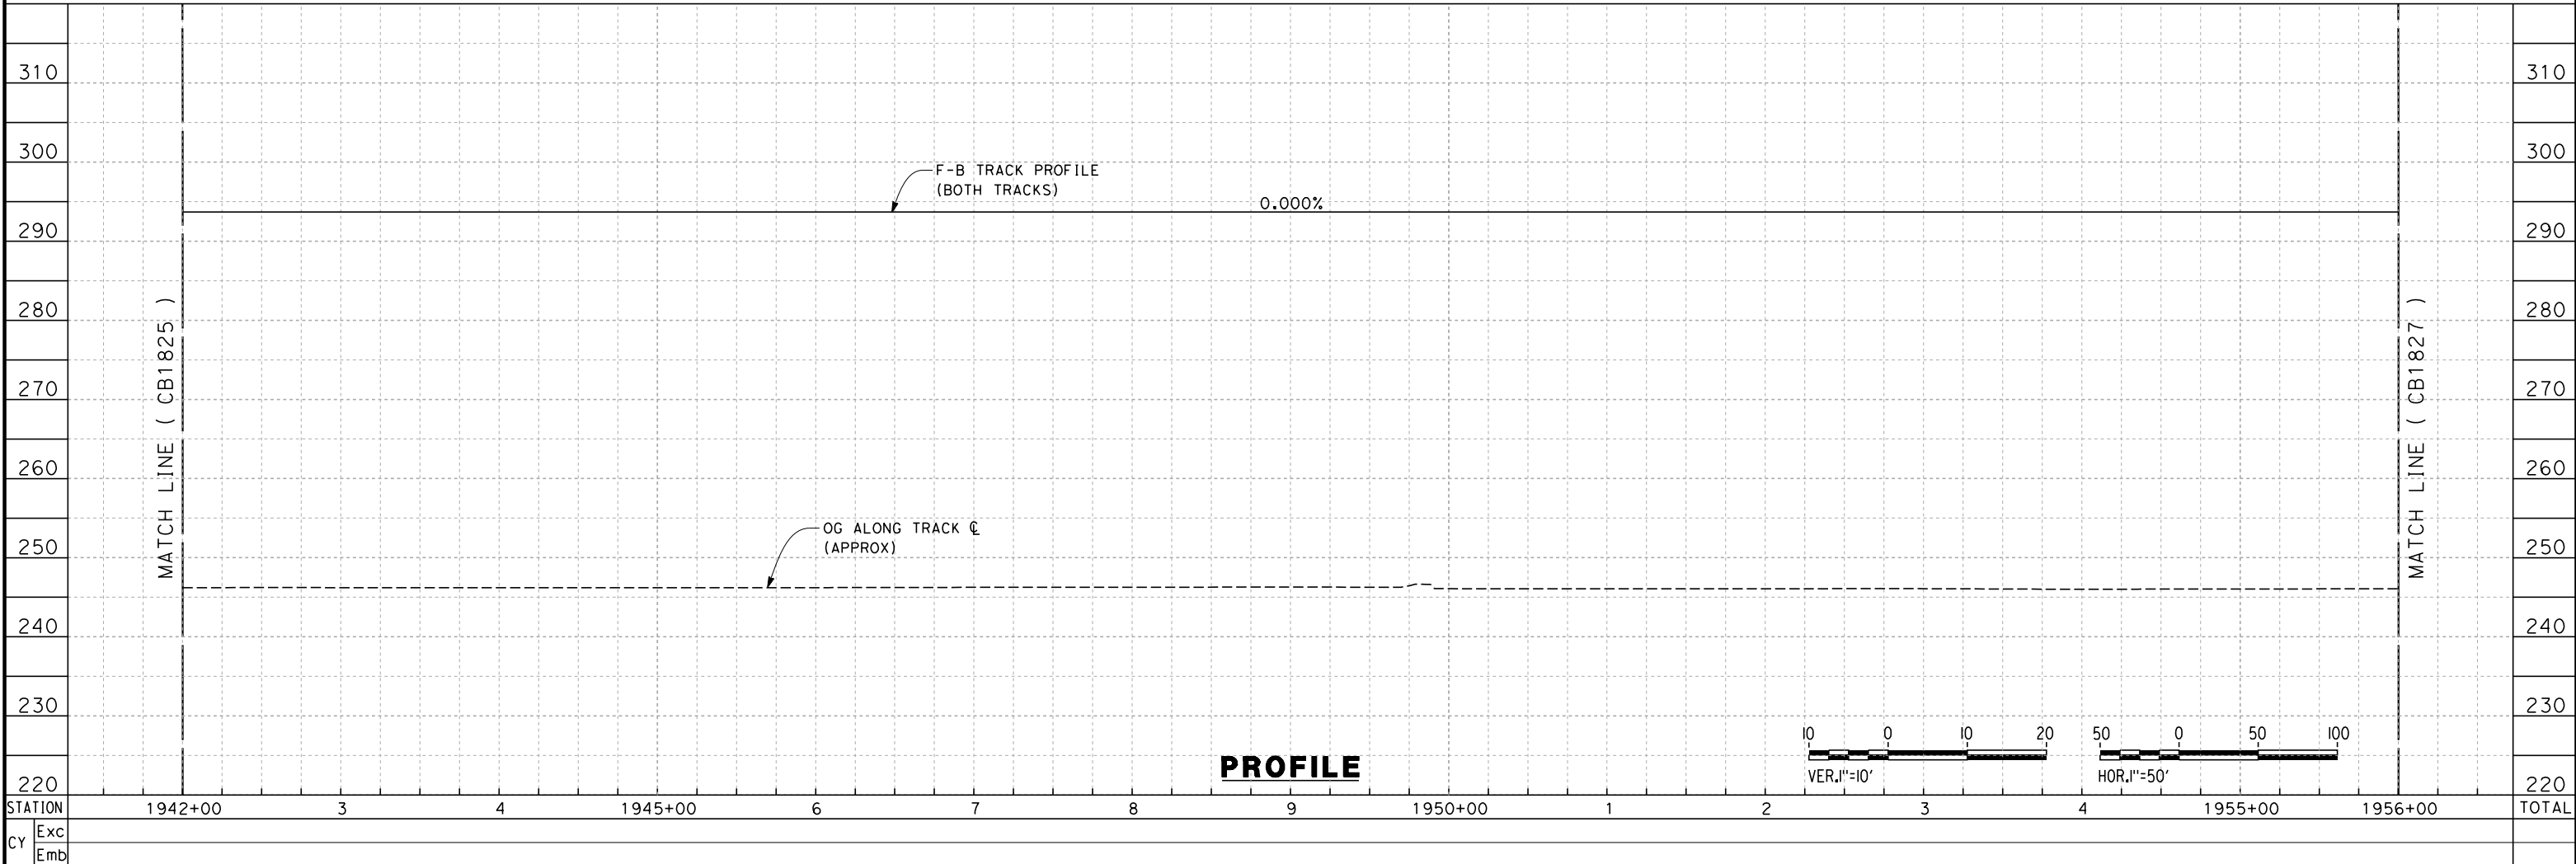 310 310
300 300
F-B TRACK PROFILE
(BOTH TRACKS)
0.000%
290 290
280 280
MATCH LINE ( CB1825 )
MATCH LINE ( CB1827 )
270 270
260 260
OG ALONG TRACK ℄
(APPROX)
250 250
240 240
230 230
10 0 10 20
VER.1"=10'
50 0 50 100
HOR.1"=50'
PROFILE
220 220
STATION 1942+00 3 4 1945+00 6 7 8 9 1950+00 1 2 3 4 1955+00 1956+00 TOTAL
CY
Exc
Emb